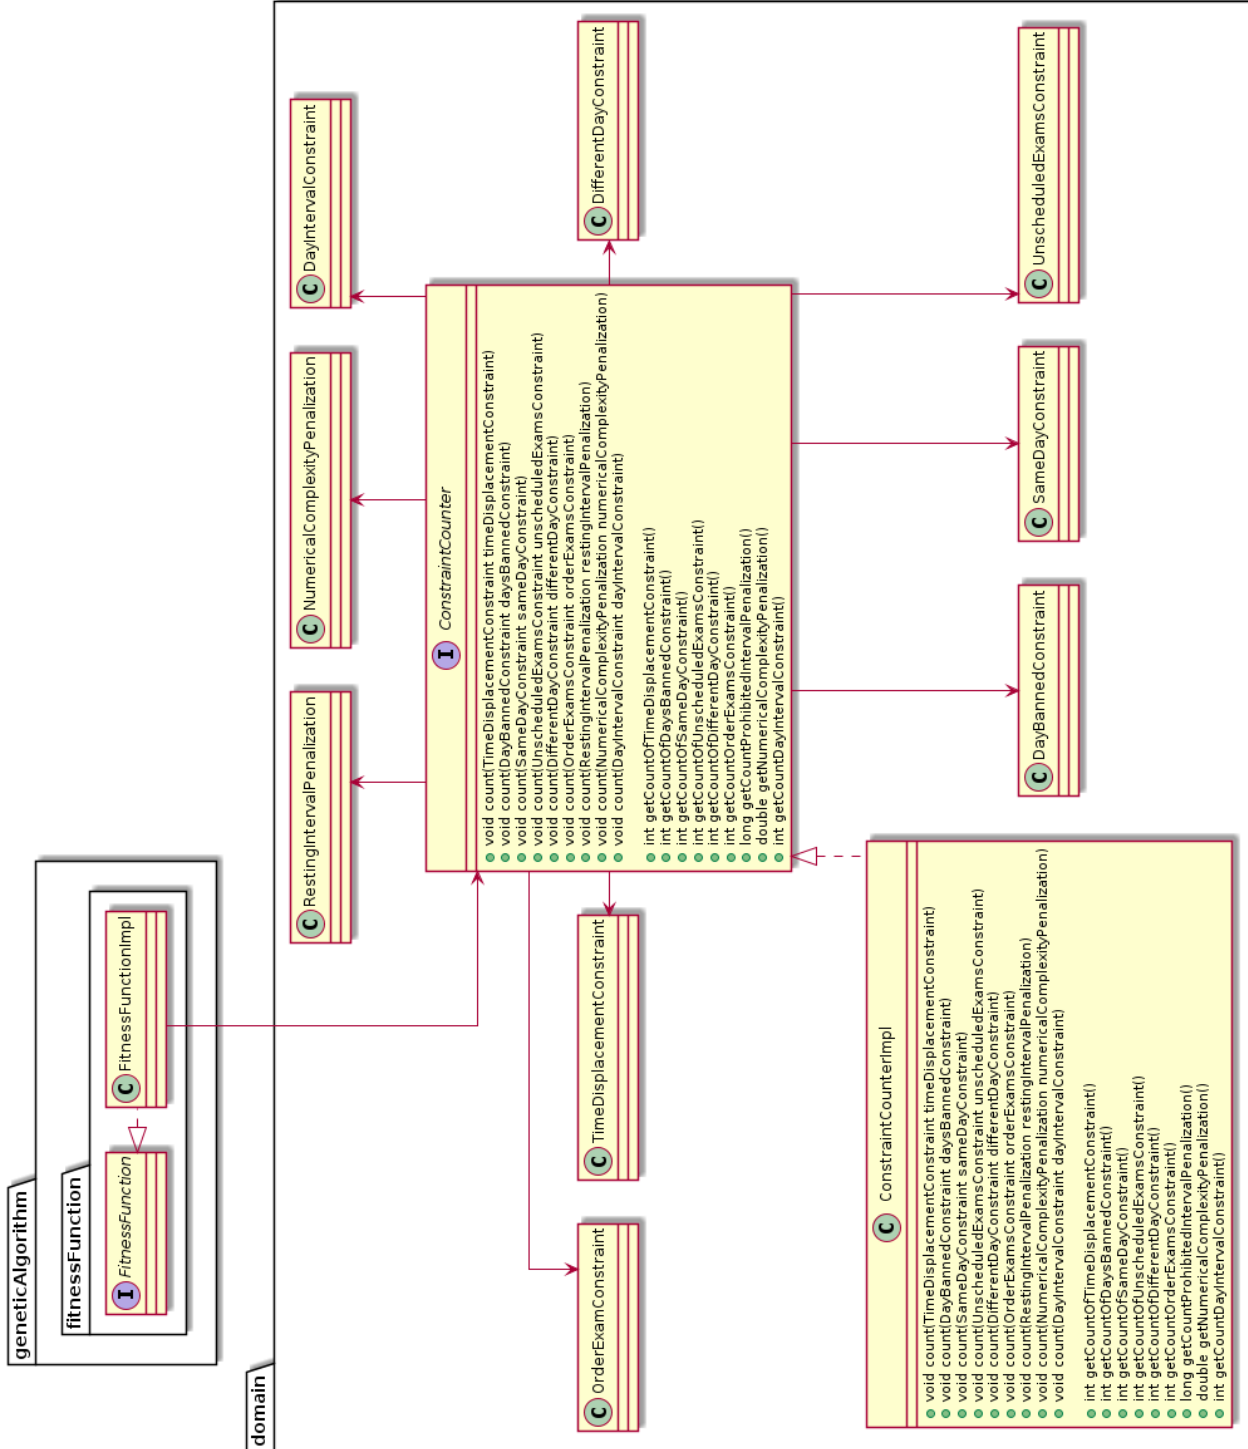 geneticAlgorithm
fitnessFunction
I FitnessFunction
C FitnessFunctionImpl
domain
C RestingIntervalPenalization
C NumericalComplexityPenalization
C DayIntervalConstraint
I ConstraintCounter
void count(TimeDisplacementConstraint timeDisplacementConstraint)
void count(DayBannedConstraint daysBannedConstraint)
void count(SameDayConstraint sameDayConstraint)
void count(UnscheduledExamsConstraint unscheduledExamsConstraint)
void count(DifferentDayConstraint differentDayConstraint)
void count(OrderExamsConstraint orderExamsConstraint)
void count(RestingIntervalPenalization restingIntervalPenalization)
void count(NumericalComplexityPenalization numericalComplexityPenalization)
void count(DayIntervalConstraint dayIntervalConstraint)
int getCountOfTimeDisplacementConstraint()
int getCountOfDaysBannedConstraint()
int getCountOfSameDayConstraint()
int getCountOfUnscheduledExamsConstraint()
int getCountOfDifferentDayConstraint()
int getCountOrderExamsConstraint()
long getCountProhibitedIntervalPenalization()
double getNumericalComplexityPenalization()
int getCountDayIntervalConstraint()
C OrderExamConstraint
C TimeDisplacementConstraint
C DifferentDayConstraint
C ConstraintCounterImpl
void count(TimeDisplacementConstraint timeDisplacementConstraint)
void count(DayBannedConstraint daysBannedConstraint)
void count(SameDayConstraint sameDayConstraint)
void count(UnscheduledExamsConstraint unscheduledExamsConstraint)
void count(DifferentDayConstraint differentDayConstraint)
void count(OrderExamsConstraint orderExamsConstraint)
void count(RestingIntervalPenalization restingIntervalPenalization)
void count(NumericalComplexityPenalization numericalComplexityPenalization)
void count(DayIntervalConstraint dayIntervalConstraint)
int getCountOfTimeDisplacementConstraint()
int getCountOfDaysBannedConstraint()
int getCountOfSameDayConstraint()
int getCountOfUnscheduledExamsConstraint()
int getCountOfDifferentDayConstraint()
int getCountOrderExamsConstraint()
long getCountProhibitedIntervalPenalization()
double getNumericalComplexityPenalization()
int getCountDayIntervalConstraint()
C DayBannedConstraint
C SameDayConstraint
C UnscheduledExamsConstraint